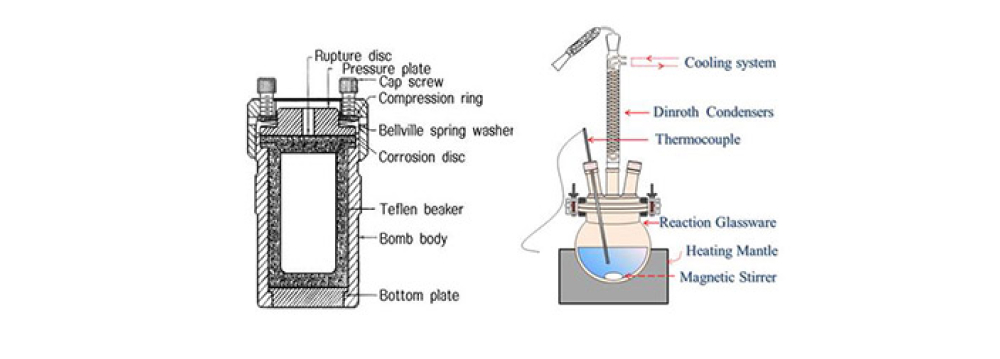 Rupture disc
Pressure plate
Cap screw
Compression ring
Bellville spring washer
Corrosion disc
Teflen beaker
Bomb body
Bottom plate
Cooling system
Dinroth Condensers
Thermocouple
Reaction Glassware
Heating Mantle
Magnetic Stirrer